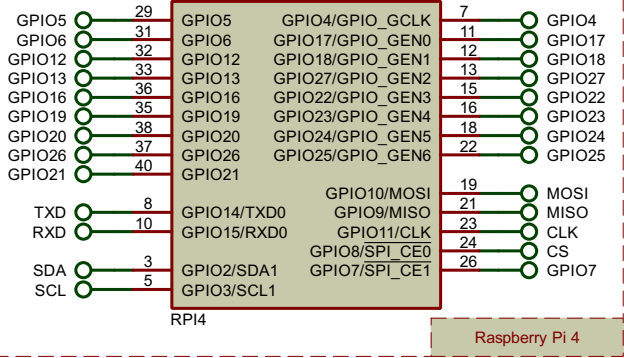 GPIO5 29 GPIO5 GPIO4/GPIO_GCLK 7 GPIO4
GPIO6 31 GPIO6 GPIO17/GPIO_GEN0 11 GPIO17
GPIO12 32 GPIO12 GPIO18/GPIO_GEN1 12 GPIO18
GPIO13 33 GPIO13 GPIO27/GPIO_GEN2 13 GPIO27
GPIO16 36 GPIO16 GPIO22/GPIO_GEN3 15 GPIO22
GPIO19 35 GPIO19 GPIO23/GPIO_GEN4 16 GPIO23
GPIO20 38 GPIO20 GPIO24/GPIO_GEN5 18 GPIO24
GPIO26 37 GPIO26 GPIO25/GPIO_GEN6 22 GPIO25
GPIO21 40 GPIO21
GPIO10/MOSI 19 MOSI
TXD 8 GPIO14/TXD0 GPIO9/MISO 21 MISO
RXD 10 GPIO15/RXD0 GPIO11/CLK 23 CLK
GPIO8/SPI_CE0 24 CS
SDA 3 GPIO2/SDA1 GPIO7/SPI_CE1 26 GPIO7
SCL 5 GPIO3/SCL1
RPI4
Raspberry Pi 4